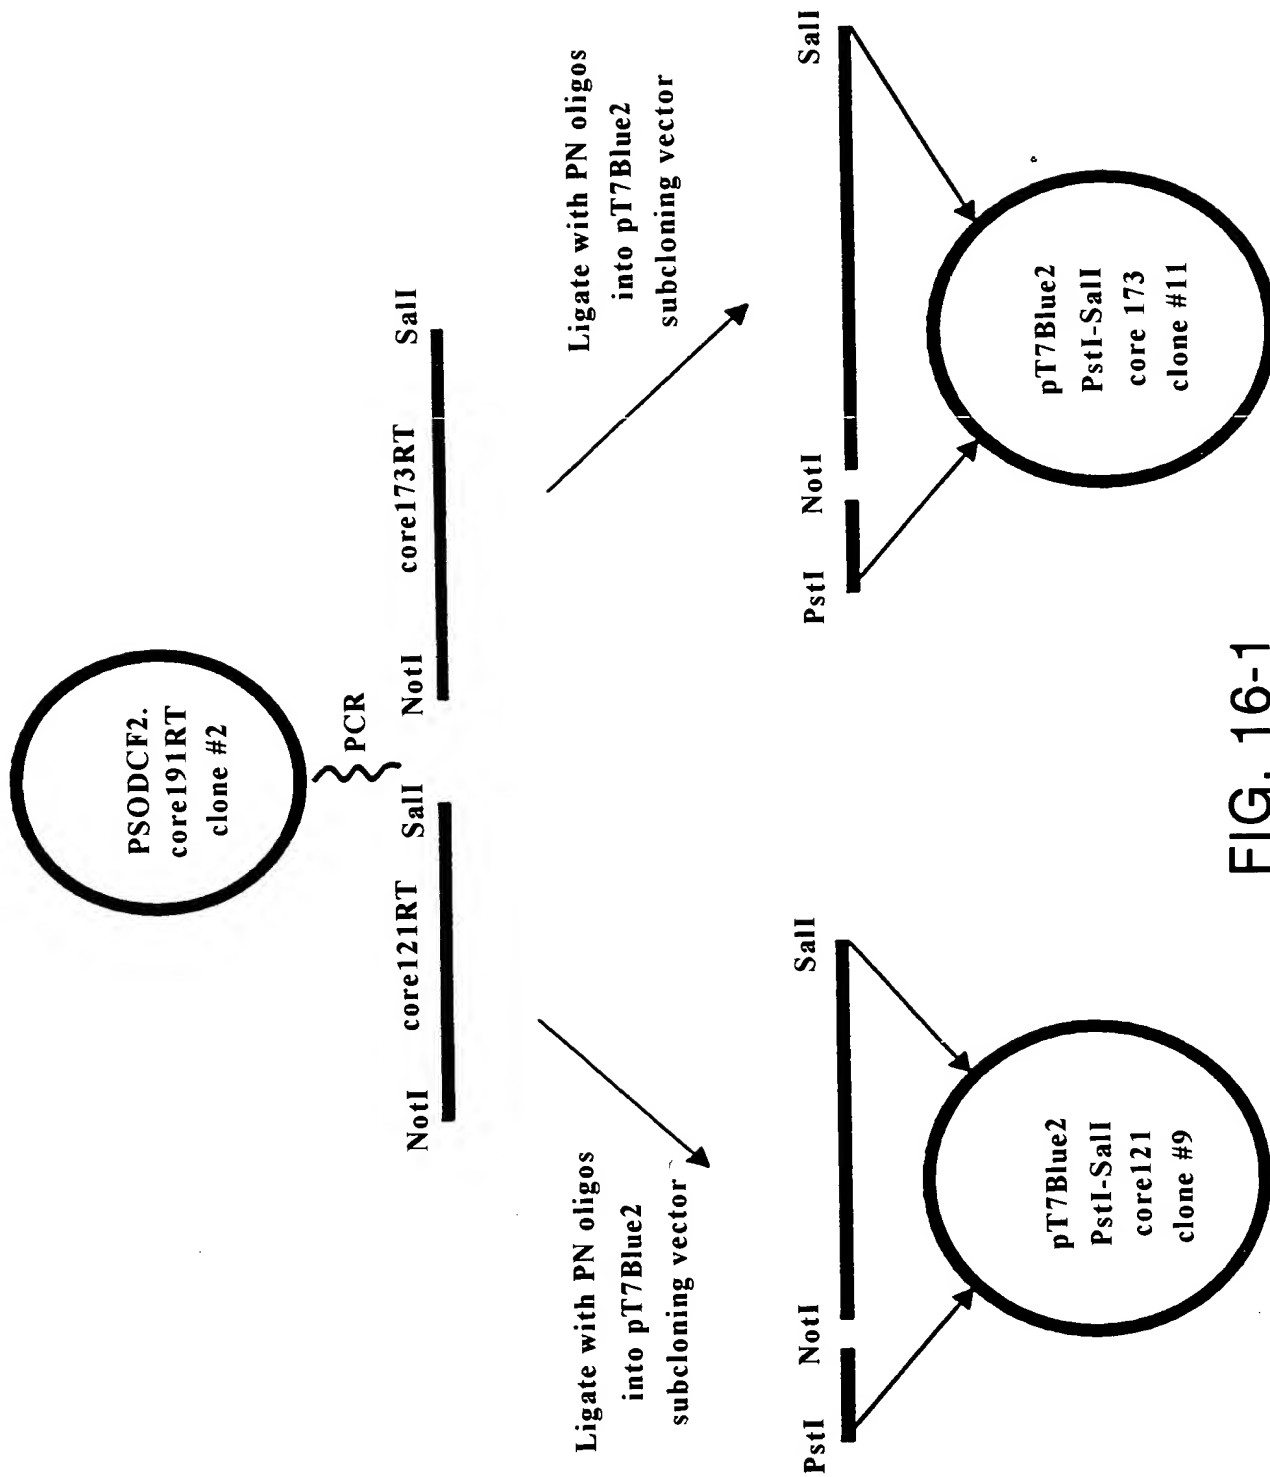 PSODCF2.
core191RT
clone #2
PCR
NotI core121RT SalI
NotI core173RT SalI
Ligate with PN oligos
into pT7Blue2
subcloning vector
Ligate with PN oligos
into pT7Blue2
subcloning vector
PstI NotI SalI
pT7Blue2
PstI-SalI
core121
clone #9
PstI NotI SalI
pT7Blue2
PstI-SalI
core 173
clone #11
FIG. 16-1